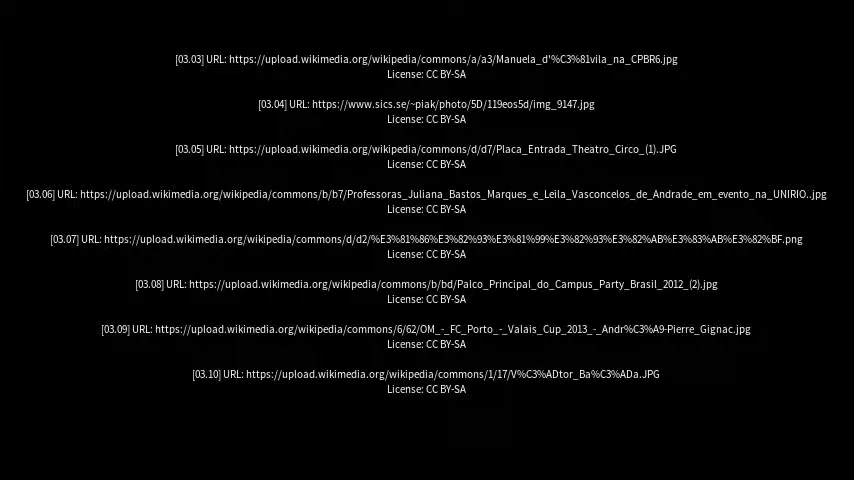 [03.03] URL: https://upload.wikimedia.org/wikipedia/commons/a/a3/Manuela_d'%C3%81vila_na_CPBR6.jpg
License: CC BY-SA
[03.04] URL: https://www.sics.se/~piak/photo/5D/119eos5d/img_9147.jpg
License: CC BY-SA
[03.05] URL: https://upload.wikimedia.org/wikipedia/commons/d/d7/Placa_Entrada_Theatro_Circo_(1).JPG
License: CC BY-SA
[03.06] URL: https://upload.wikimedia.org/wikipedia/commons/b/b7/Professoras_Juliana_Bastos_Marques_e_Leila_Vasconcelos_de_Andrade_em_evento_na_UNIRIO..jpg
License: CC BY-SA
[03.07] URL: https://upload.wikimedia.org/wikipedia/commons/d/d2/%E3%81%86%E3%82%93%E3%81%99%E3%82%93%E3%82%AB%E3%83%AB%E3%82%BF.png
License: CC BY-SA
[03.08] URL: https://upload.wikimedia.org/wikipedia/commons/b/bd/Palco_Principal_do_Campus_Party_Brasil_2012_(2).jpg
License: CC BY-SA
[03.09] URL: https://upload.wikimedia.org/wikipedia/commons/6/62/OM_-_FC_Porto_-_Valais_Cup_2013_-_Andr%C3%A9-Pierre_Gignac.jpg
License: CC BY-SA
[03.10] URL: https://upload.wikimedia.org/wikipedia/commons/1/17/V%C3%ADtor_Ba%C3%ADa.JPG
License: CC BY-SA